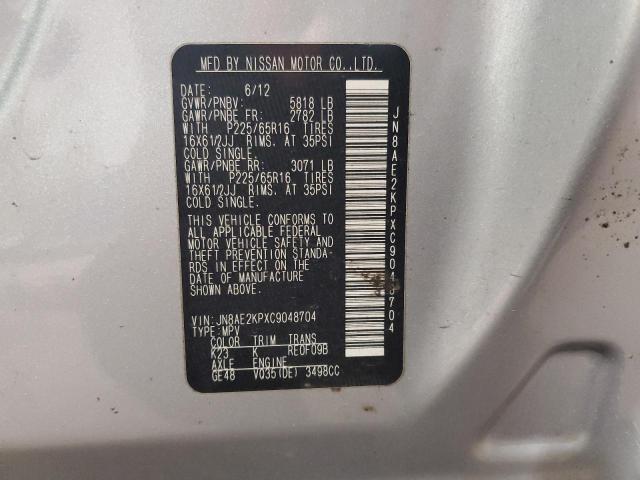 MFD BY NISSAN MOTOR CO.,LTD.
DATE: 6/12
GVWR/PNBV: 5818 LB
GAWR/PNBE FR: 2782 LB
WITH P225/65R16 TIRES
16X61/2JJ RIMS. AT 35PSI
COLD SINGLE.
GAWR/PNBE RR: 3071 LB
WITH P225/65R16 TIRES
16X61/2JJ RIMS. AT 35PSI
COLD SINGLE.
THIS VEHICLE CONFORMS TO
ALL APPLICABLE FEDERAL
MOTOR VEHICLE SAFETY AND
THEFT PREVENTION STANDA-
RDS IN EFFECT ON THE
DATE OF MANUFACTURE
SHOWN ABOVE.
VIN: JN8AE2KPXC9048704
TYPE: MPV
COLOR TRIM TRANS
K23 K RE0F09B
AXLE ENGINE
GE48 VQ35(DE) 3498CC
JN8AE2KPXC9048704